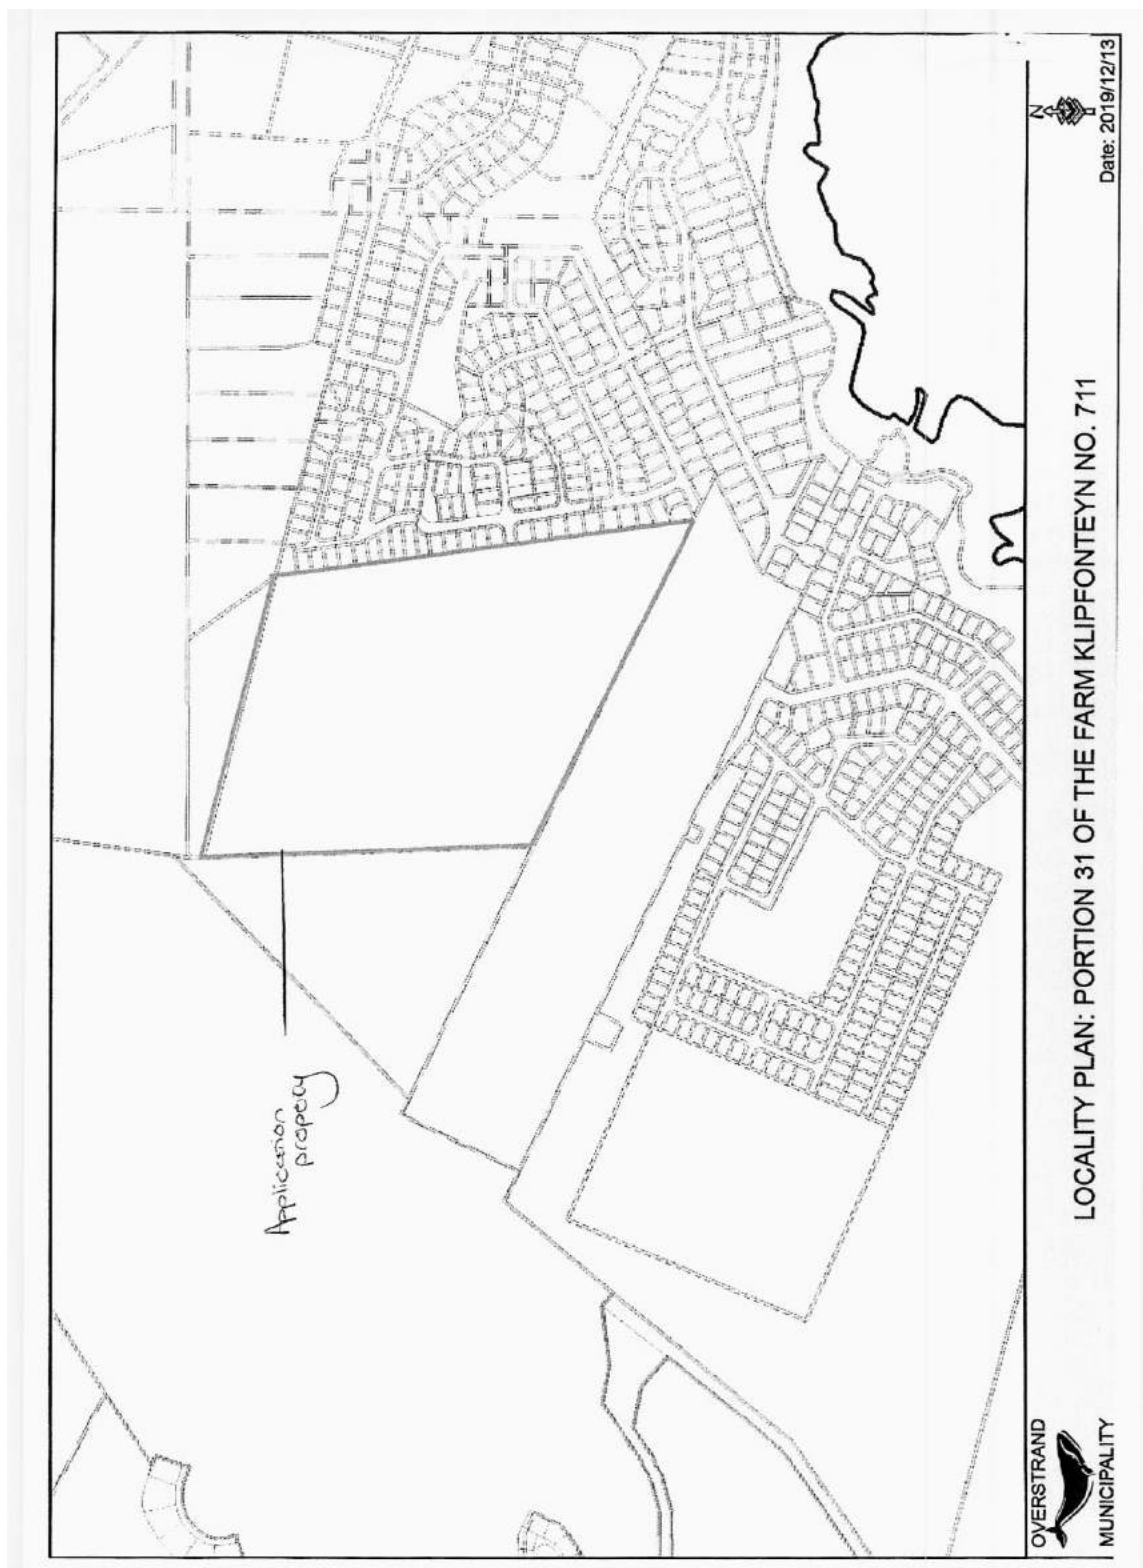 Application
property
OVERSTRAND
MUNICIPALITY
LOCALITY PLAN: PORTION 31 OF THE FARM KLIPFONTEYN NO. 711
N
Date: 2019/12/13